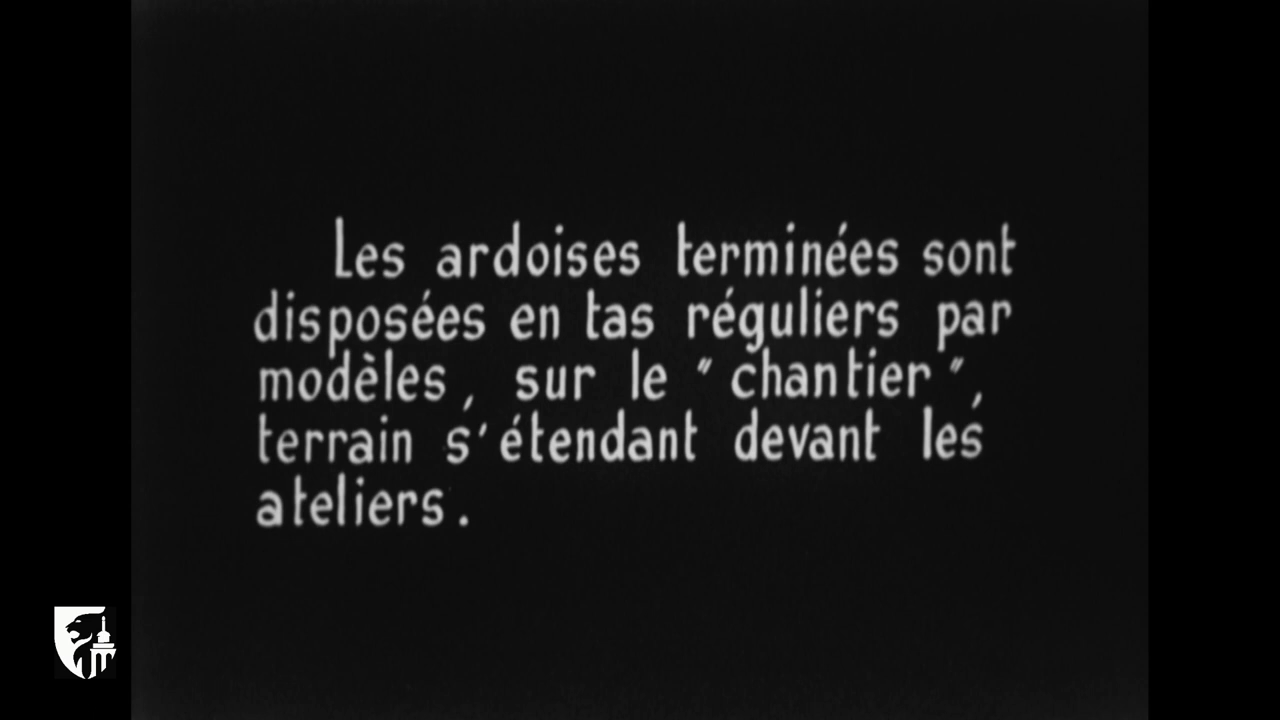 Les ardoises terminées sont
disposées en tas réguliers par
modèles, sur le "chantier",
terrain s'étendant devant les
ateliers.